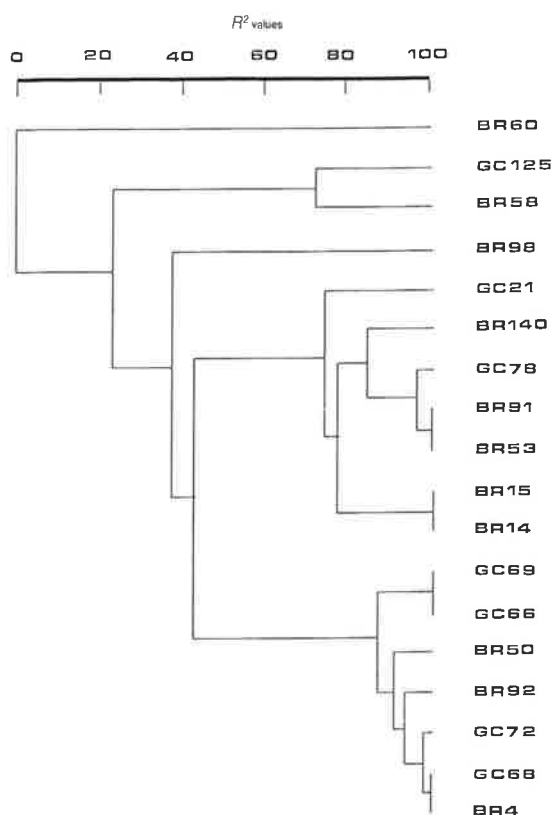 R² values
0 20 40 60 80 100
BR60
GC125
BR58
BR98
GC21
BR140
GC78
BR91
BR53
BR15
BR14
GC69
GC66
BR50
BR92
GC72
GC68
BR4